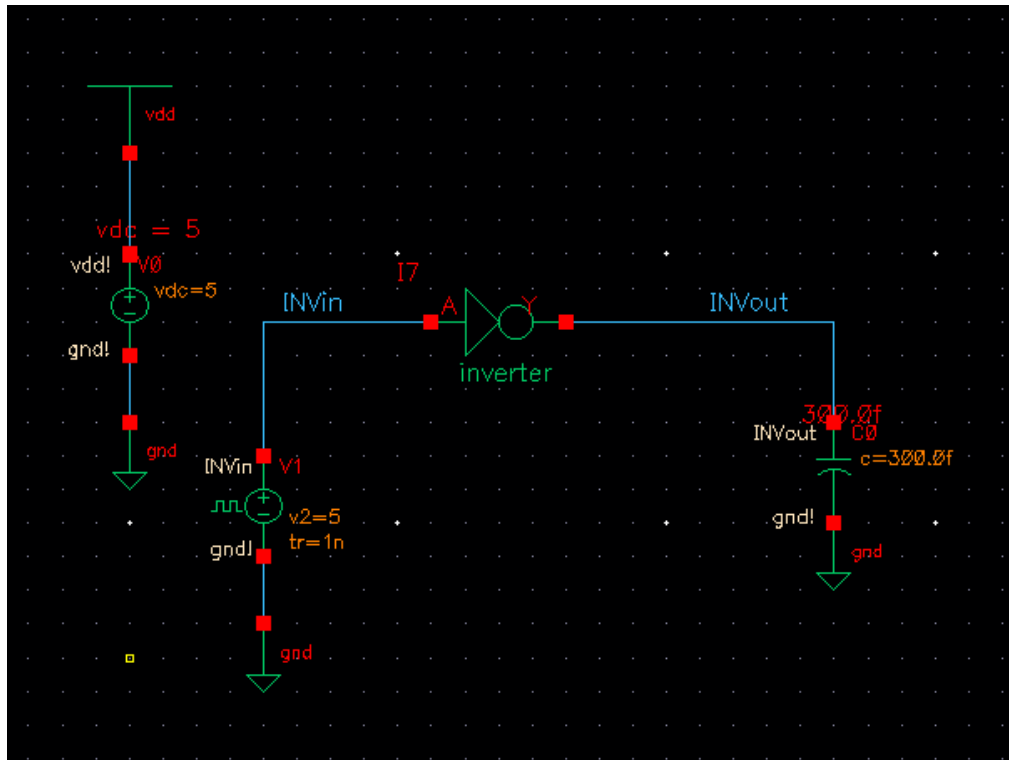 vdd
vdc = 5
vdd!
V0
vdc=5
gnd!
gnd
I7
INVin
A
Y
INVout
inverter
300.0f
INVout
C0
c=300.0f
gnd!
gnd
INVin
V1
v2=5
tr=1n
gnd!
gnd